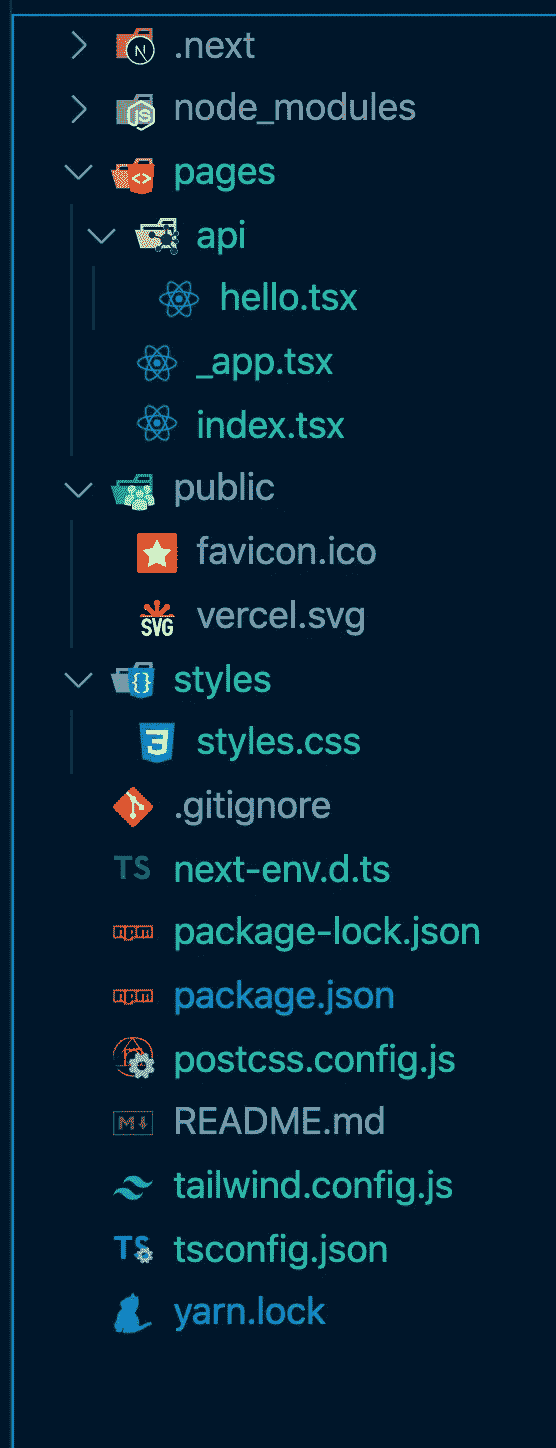 .next
node_modules
pages
api
hello.tsx
_app.tsx
index.tsx
public
favicon.ico
vercel.svg
styles
styles.css
.gitignore
TS next-env.d.ts
package-lock.json
package.json
postcss.config.js
README.md
tailwind.config.js
TS tsconfig.json
yarn.lock